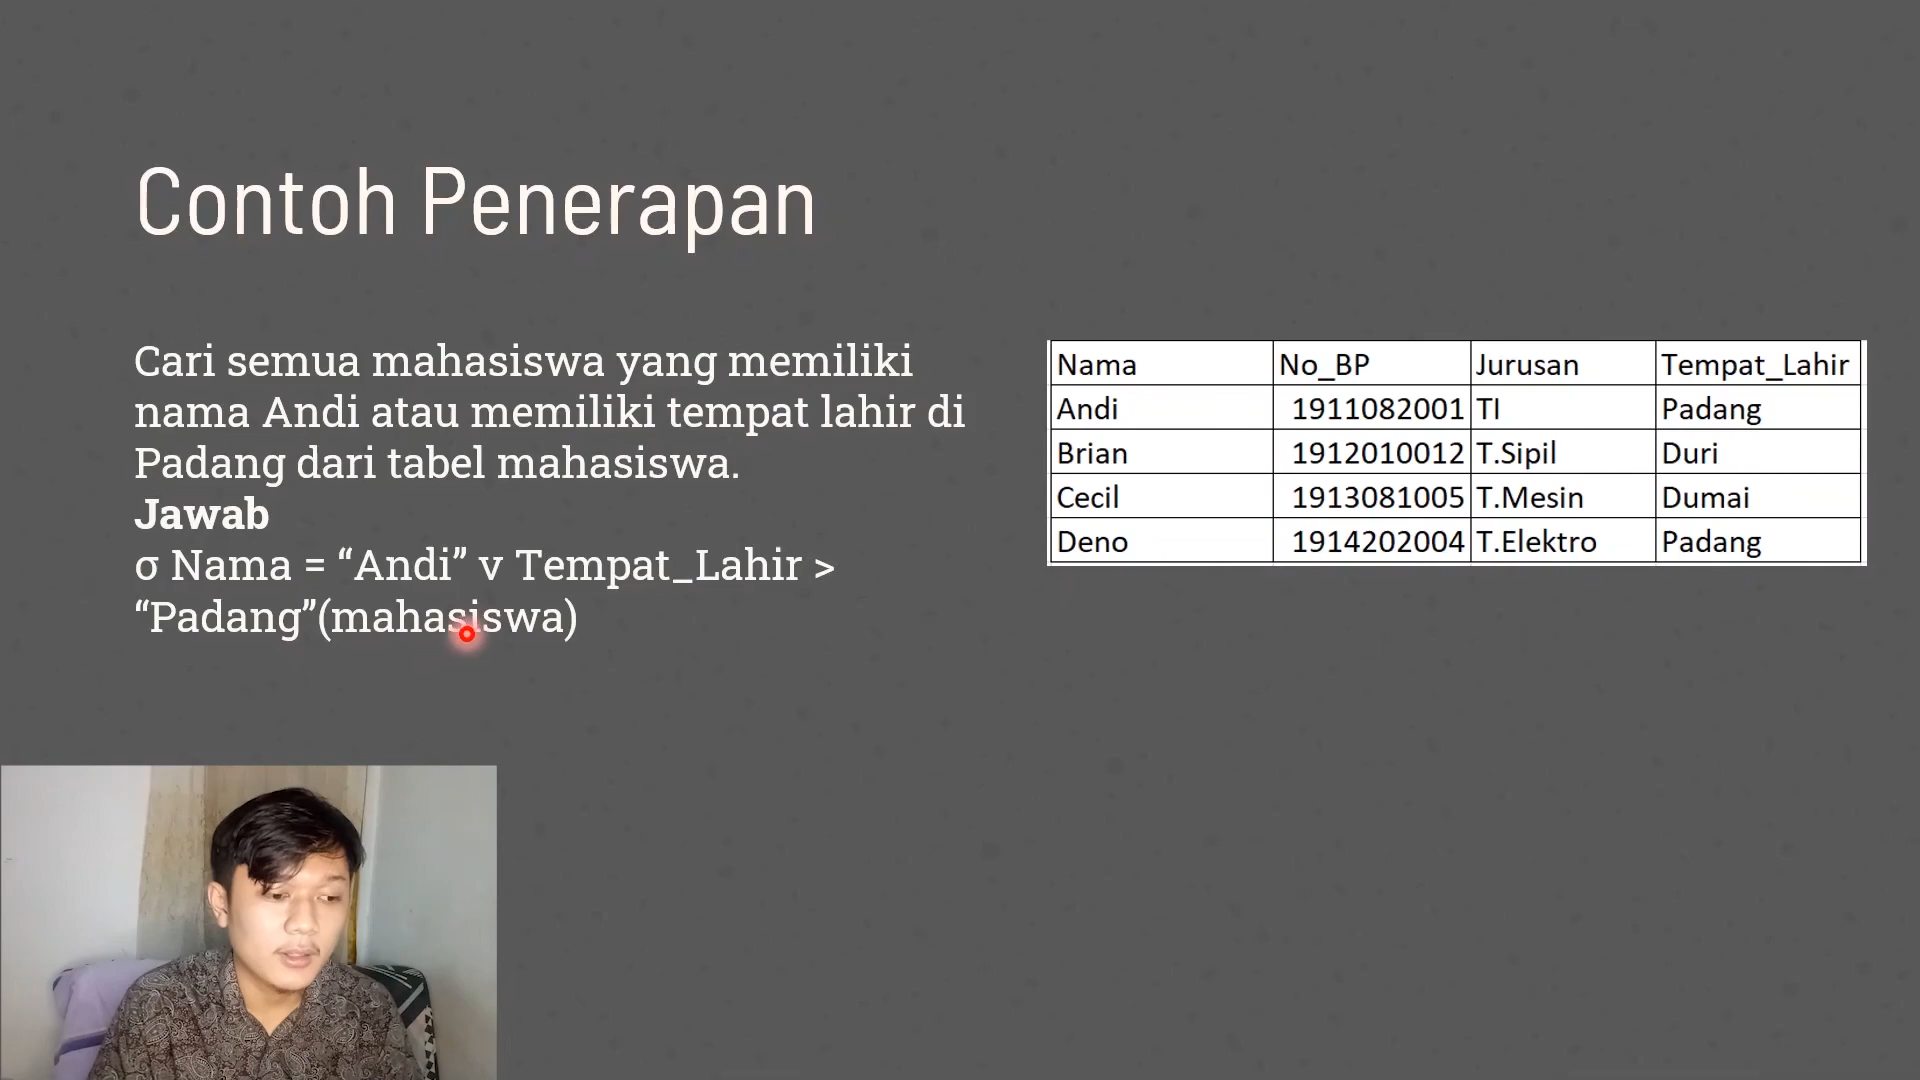 Contoh Penerapan
Cari semua mahasiswa yang memiliki
nama Andi atau memiliki tempat lahir di
Padang dari tabel mahasiswa.
Jawab
σ Nama = “Andi” v Tempat_Lahir >
“Padang”(mahasiswa)
Nama No_BP Jurusan Tempat_Lahir
Andi 1911082001 TI Padang
Brian 1912010012 T.Sipil Duri
Cecil 1913081005 T.Mesin Dumai
Deno 1914202004 T.Elektro Padang